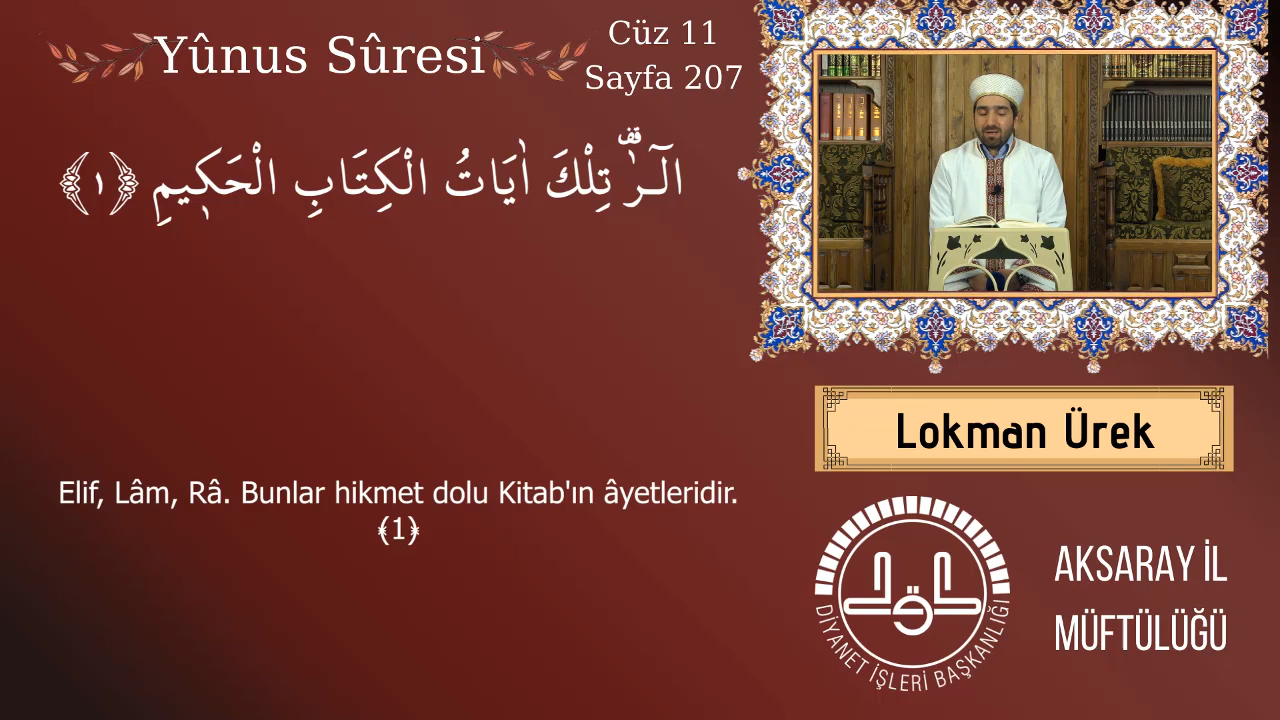 Yûnus Sûresi
Cüz 11
Sayfa 207
الٓـرٰۨ تِلْكَ اٰيَاتُ الْكِتَابِ الْحَك۪يمِ ﴿١﴾
Elif, Lâm, Râ. Bunlar hikmet dolu Kitab'ın âyetleridir.
﴾1﴿
Lokman Ürek
DİYANET İŞLERİ BAŞKANLIĞI
AKSARAY İL
MÜFTÜLÜĞÜ